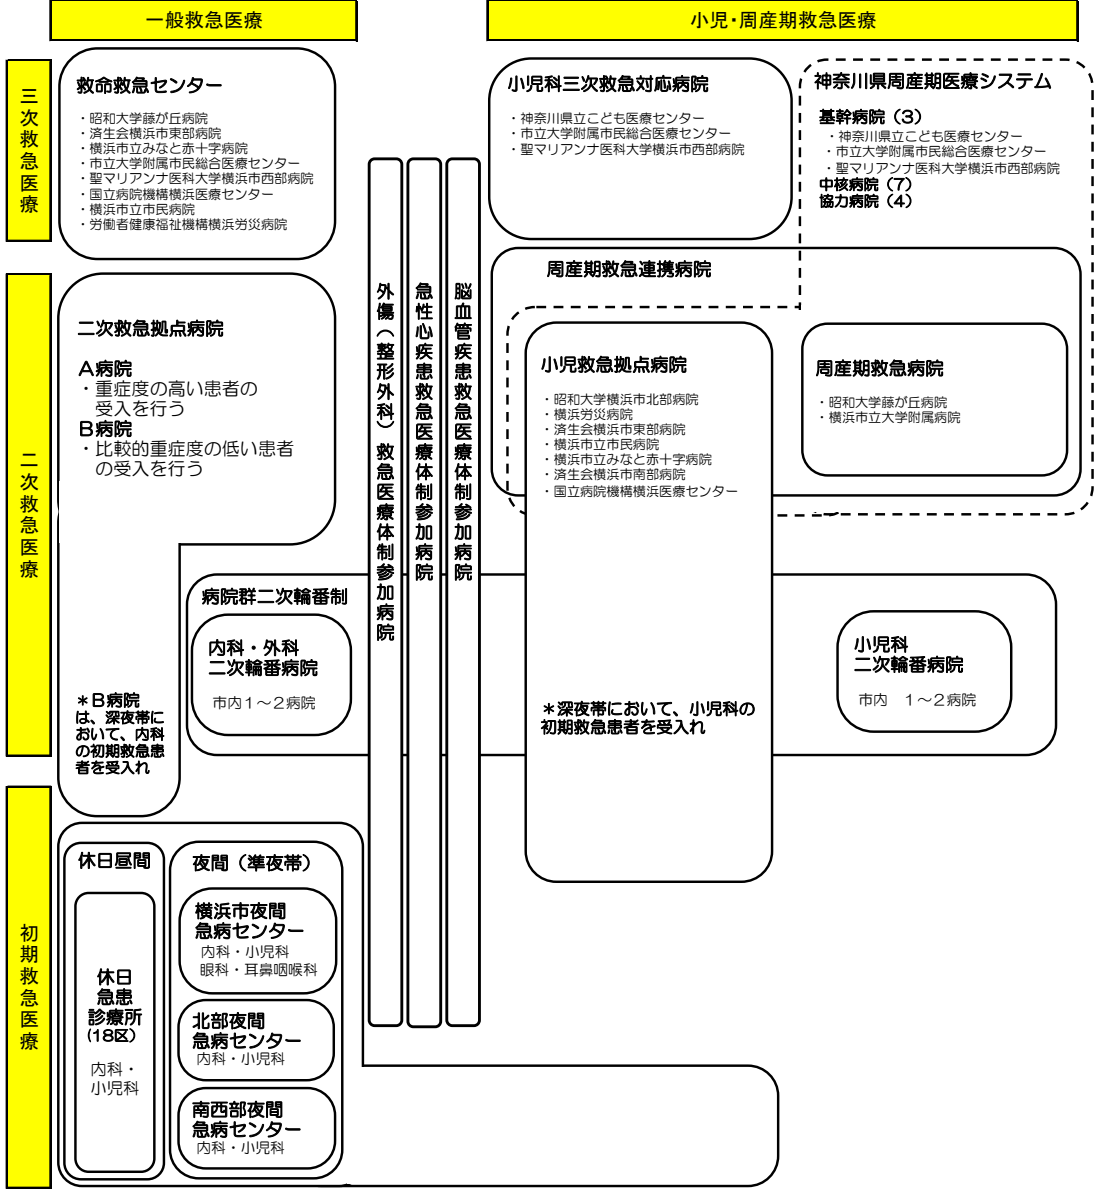 一般救急医療
小児・周産期救急医療
三次救急医療
救命救急センター
・昭和大学藤が丘病院
・済生会横浜市東部病院
・横浜市立みなと赤十字病院
・市立大学附属市民総合医療センター
・聖マリアンナ医科大学横浜市西部病院
・国立病院機構横浜医療センター
・横浜市立市民病院
・労働者健康福祉機構横浜労災病院
小児科三次救急対応病院
・神奈川県立こども医療センター
・市立大学附属市民総合医療センター
・聖マリアンナ医科大学横浜市西部病院
神奈川県周産期医療システム
基幹病院（3）
・神奈川県立こども医療センター
・市立大学附属市民総合医療センター
・聖マリアンナ医科大学横浜市西部病院
中核病院（7）
協力病院（4）
二次救急医療
二次救急拠点病院
A病院
・重症度の高い患者の
受入を行う
B病院
・比較的重症度の低い患者
の受入を行う
＊B病院
は、深夜帯に
おいて、内科
の初期救急患
者を受入れ
外傷（整形外科）救急医療体制参加病院
急性心疾患救急医療体制参加病院
脳血管疾患救急医療体制参加病院
周産期救急連携病院
小児救急拠点病院
・昭和大学横浜市北部病院
・横浜労災病院
・済生会横浜市東部病院
・横浜市立市民病院
・横浜市立みなと赤十字病院
・済生会横浜市南部病院
・国立病院機構横浜医療センター
＊深夜帯において、小児科の
初期救急患者を受入れ
周産期救急病院
・昭和大学藤が丘病院
・横浜市立大学附属病院
病院群二次輪番制
内科・外科
二次輪番病院
市内１～２病院
小児科
二次輪番病院
市内　１～２病院
初期救急医療
休日昼間
休日
急患
診療所
(18区)
内科・
小児科
夜間（準夜帯）
横浜市夜間
急病センター
内科・小児科
眼科・耳鼻咽喉科
北部夜間
急病センター
内科・小児科
南西部夜間
急病センター
内科・小児科